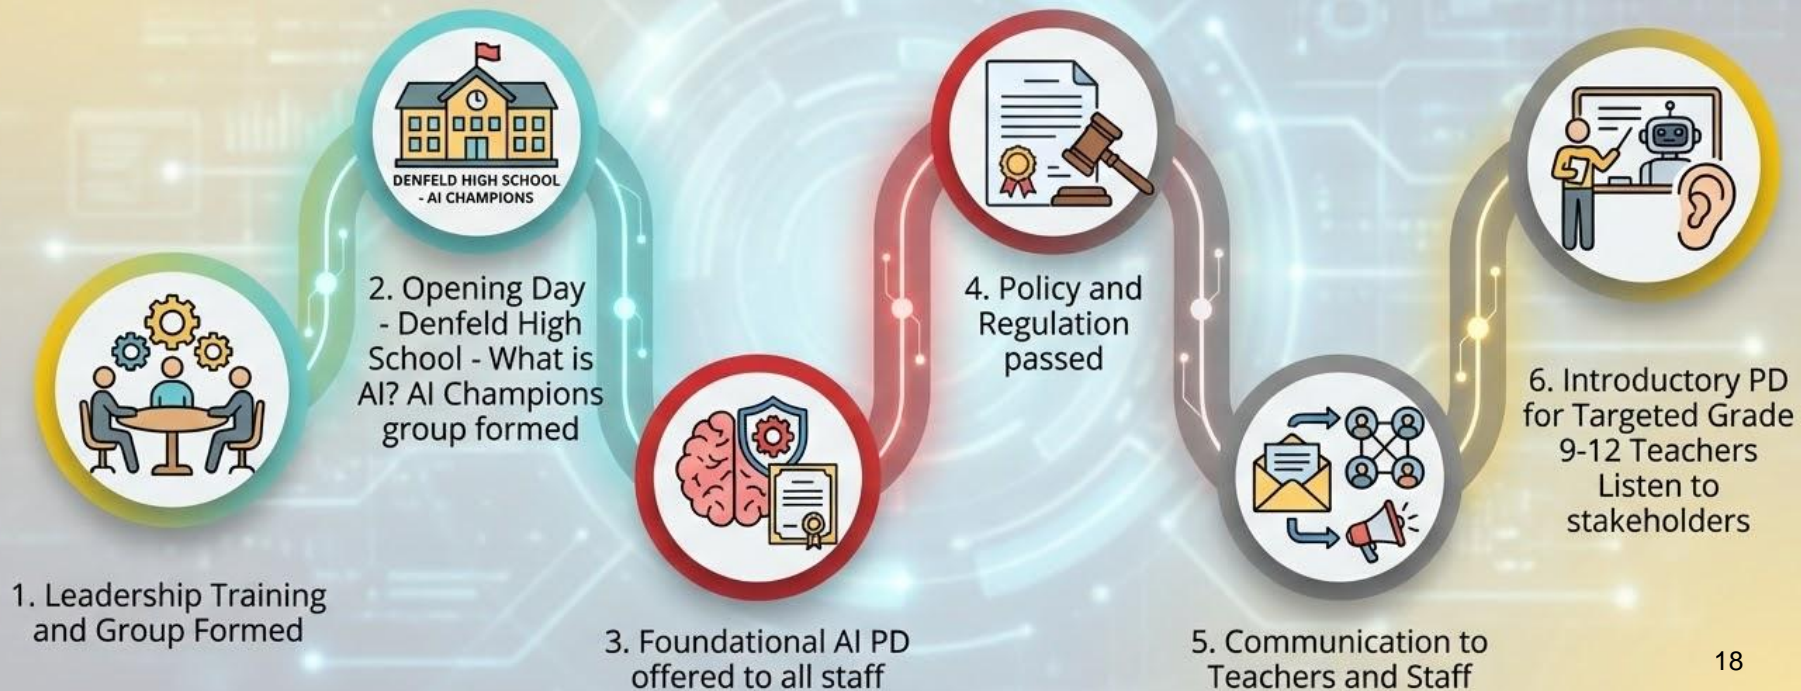 DENFELD HIGH SCHOOL
- AI CHAMPIONS
1. Leadership Training
and Group Formed
2. Opening Day
- Denfeld High
School - What is
AI? AI Champions
group formed
3. Foundational AI PD
offered to all staff
4. Policy and
Regulation
passed
5. Communication to
Teachers and Staff
6. Introductory PD
for Targeted Grade
9-12 Teachers
Listen to
stakeholders
18